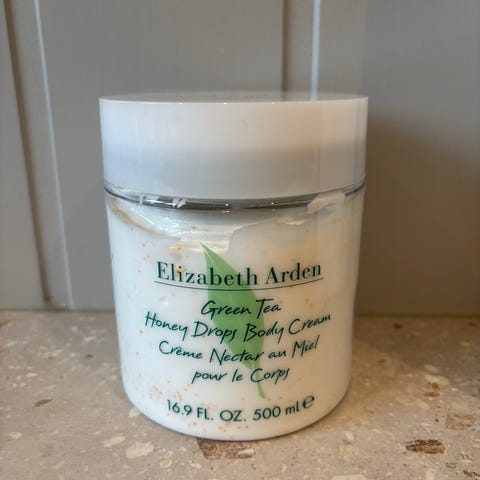 Elizabeth Arden
Green Tea
Honey Drops Body Cream
Crème Nectar au Miel
pour le Corps
16.9 FL. OZ. 500 mL ℮